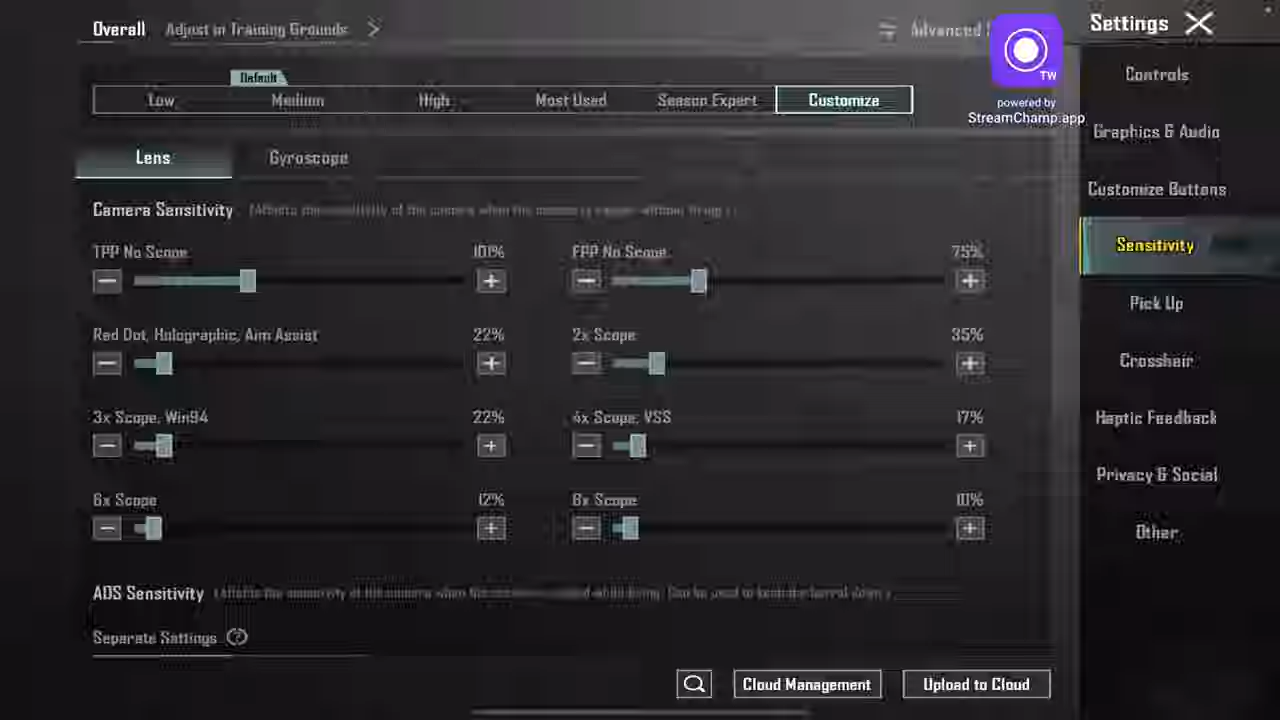 Overall Adjust in Training Grounds
Advanced
Settings
TW
powered by
StreamChamp.app
Default
Low Medium High Most Used Season Expert Customize
Lens Gyroscope
Camera Sensitivity
TPP No Scope 101% FPP No Scope 75%
Red Dot, Holographic, Aim Assist 22% 2x Scope 35%
3x Scope, Win94 22% 4x Scope, VSS 17%
6x Scope 12% 8x Scope 10%
ADS Sensitivity
Separate Settings ?
Cloud Management Upload to Cloud
Controls
Graphics & Audio
Customize Buttons
Sensitivity
Pick Up
Crosshair
Haptic Feedback
Privacy & Social
Other